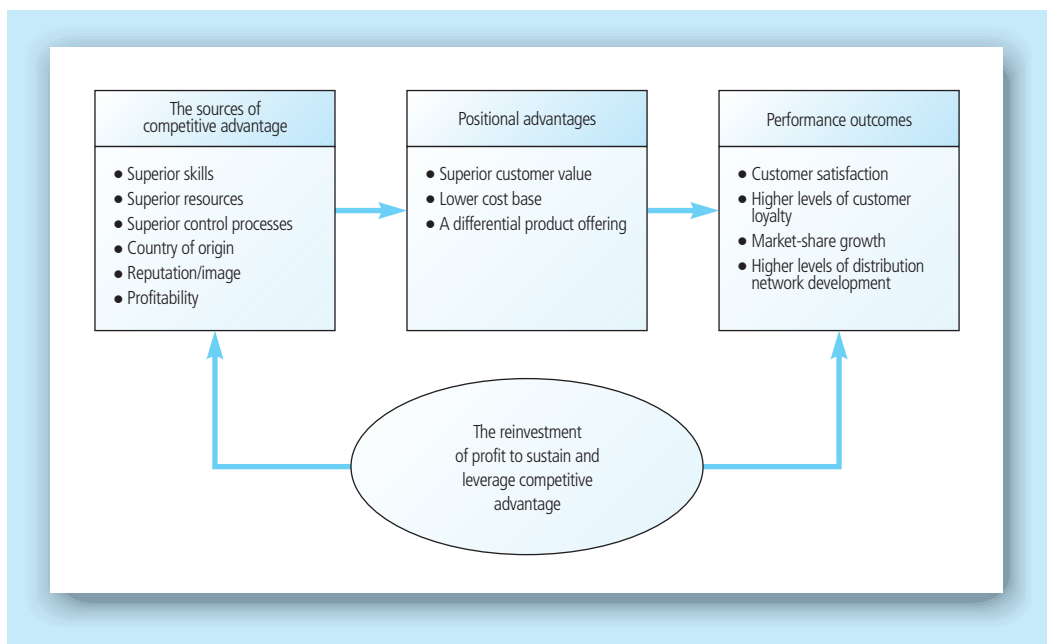 The sources of
competitive advantage
● Superior skills
● Superior resources
● Superior control processes
● Country of origin
● Reputation/image
● Profitability
Positional advantages
● Superior customer value
● Lower cost base
● A differential product offering
Performance outcomes
● Customer satisfaction
● Higher levels of customer
loyalty
● Market-share growth
● Higher levels of distribution
network development
The reinvestment
of profit to sustain and
leverage competitive
advantage